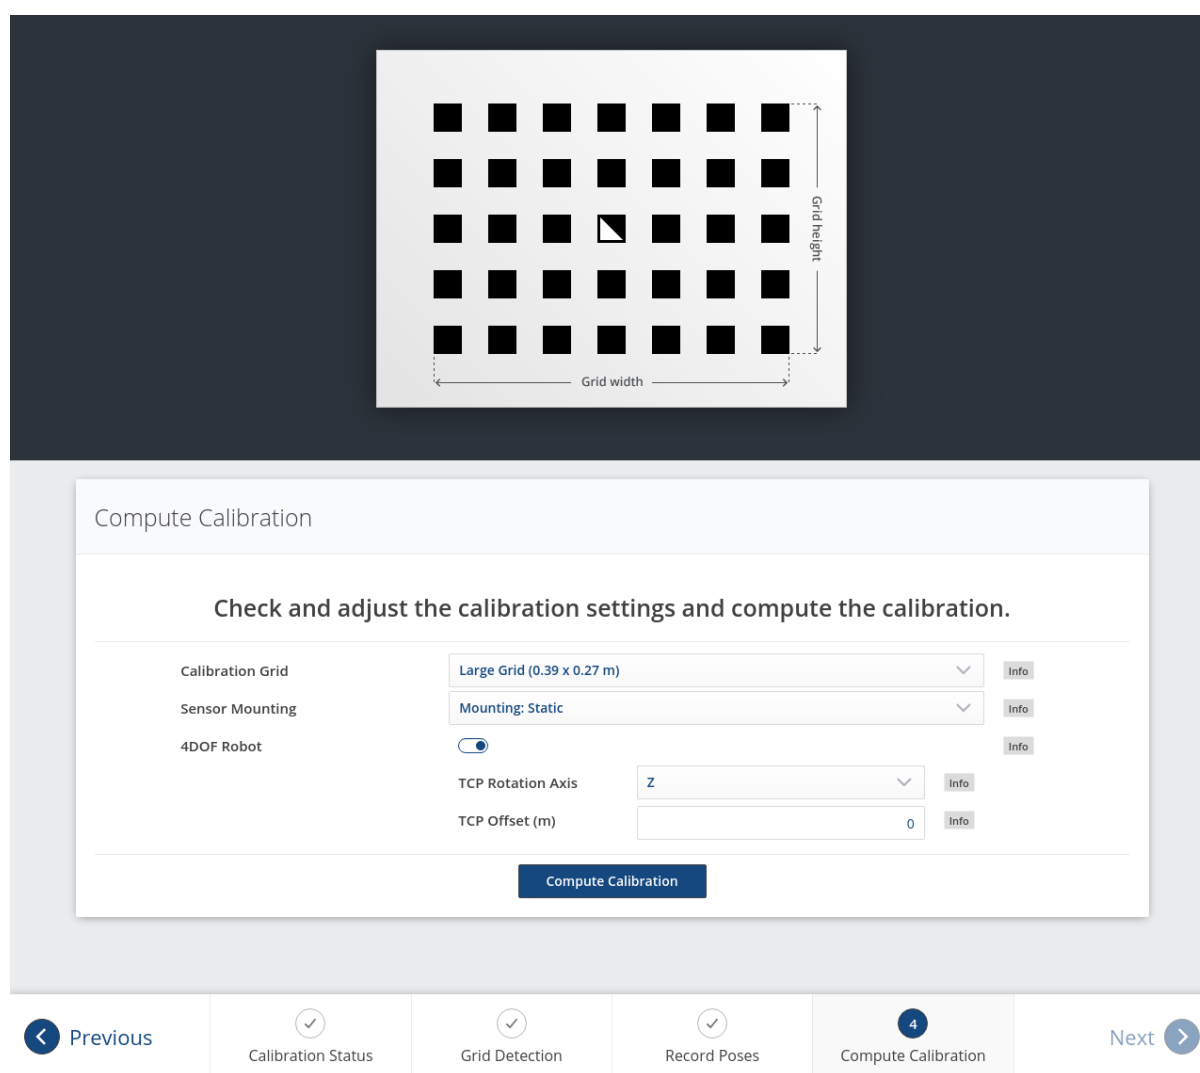 Grid height
Grid width
Compute Calibration
Check and adjust the calibration settings and compute the calibration.
Calibration Grid
Large Grid (0.39 x 0.27 m)
Info
Sensor Mounting
Mounting: Static
Info
4DOF Robot
Info
TCP Rotation Axis
Z
Info
TCP Offset (m)
0
Info
Compute Calibration
Previous
Calibration Status
Grid Detection
Record Poses
4
Compute Calibration
Next